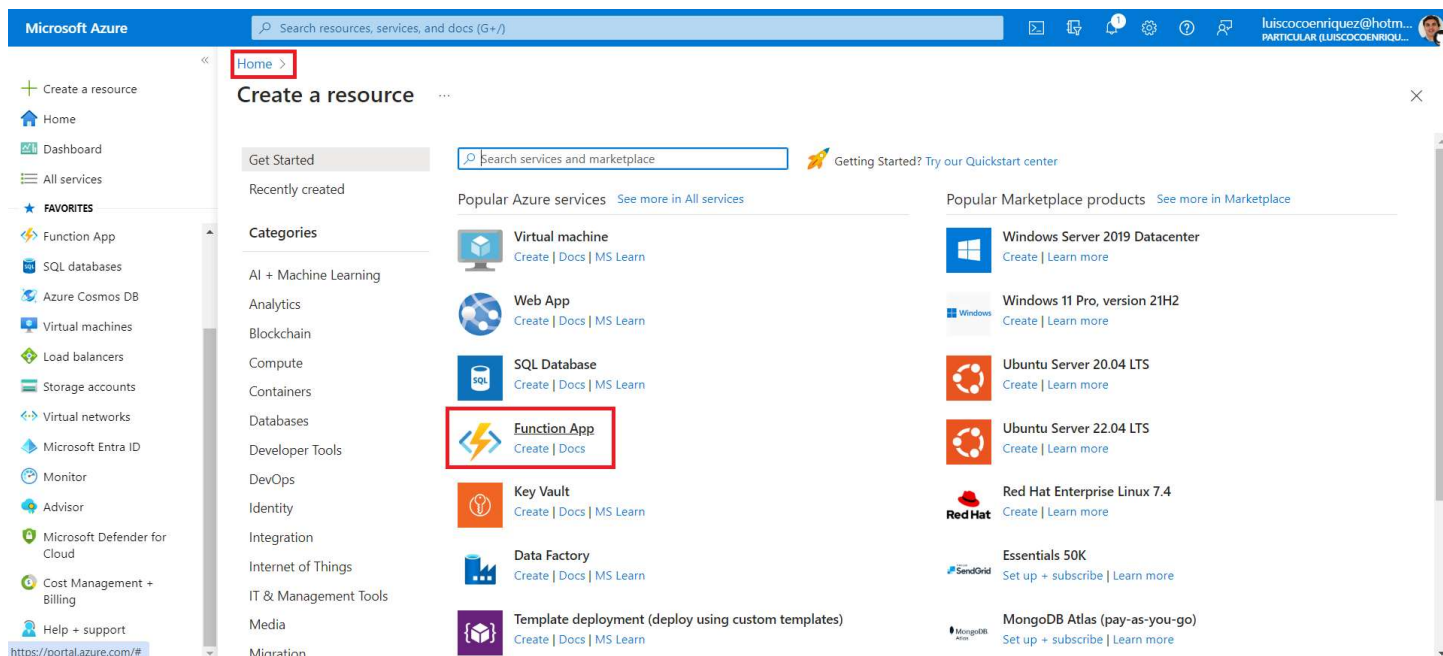 Microsoft Azure
Search resources, services, and docs (G+/)
1
luiscocoenriquez@hotm...
PARTICULAR (LUISCOCOENRIQU...
Home >
Create a resource ...
Create a resource
Home
Dashboard
All services
FAVORITES
Function App
SQL databases
Azure Cosmos DB
Virtual machines
Load balancers
Storage accounts
Virtual networks
Microsoft Entra ID
Monitor
Advisor
Microsoft Defender for
Cloud
Cost Management +
Billing
Help + support
https://portal.azure.com/#
Get Started
Recently created
Categories
AI + Machine Learning
Analytics
Blockchain
Compute
Containers
Databases
Developer Tools
DevOps
Identity
Integration
Internet of Things
IT & Management Tools
Media
Migration
Search services and marketplace
Getting Started? Try our Quickstart center
Popular Azure services See more in All services
Virtual machine
Create | Docs | MS Learn
Web App
Create | Docs | MS Learn
SQL
SQL Database
Create | Docs | MS Learn
Function App
Create | Docs
Key Vault
Create | Docs | MS Learn
Data Factory
Create | Docs | MS Learn
Template deployment (deploy using custom templates)
Create | Docs | MS Learn
Popular Marketplace products See more in Marketplace
Windows Server 2019 Datacenter
Create | Learn more
Windows
Windows 11 Pro, version 21H2
Create | Learn more
Ubuntu Server 20.04 LTS
Create | Learn more
Ubuntu Server 22.04 LTS
Create | Learn more
Red Hat
Red Hat Enterprise Linux 7.4
Create | Learn more
SendGrid
Essentials 50K
Set up + subscribe | Learn more
MongoDB
Atlas
MongoDB Atlas (pay-as-you-go)
Set up + subscribe | Learn more